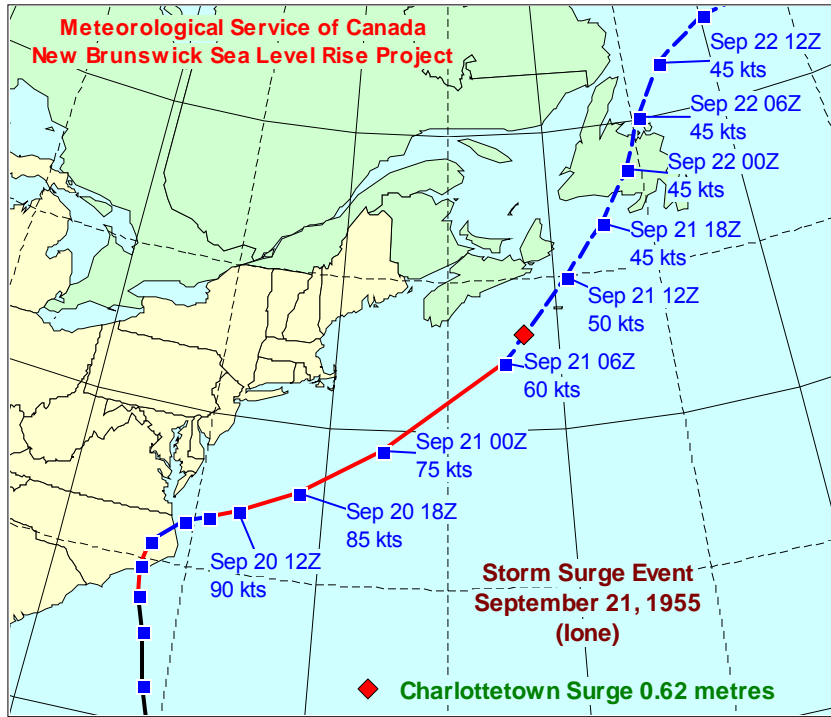 Meteorological Service of Canada
New Brunswick Sea Level Rise Project
Sep 22 12Z
45 kts
Sep 22 06Z
45 kts
Sep 22 00Z
45 kts
Sep 21 18Z
45 kts
Sep 21 12Z
50 kts
Sep 21 06Z
60 kts
Sep 21 00Z
75 kts
Sep 20 18Z
85 kts
Sep 20 12Z
90 kts
Storm Surge Event
September 21, 1955
(Ione)
Charlottetown Surge 0.62 metres